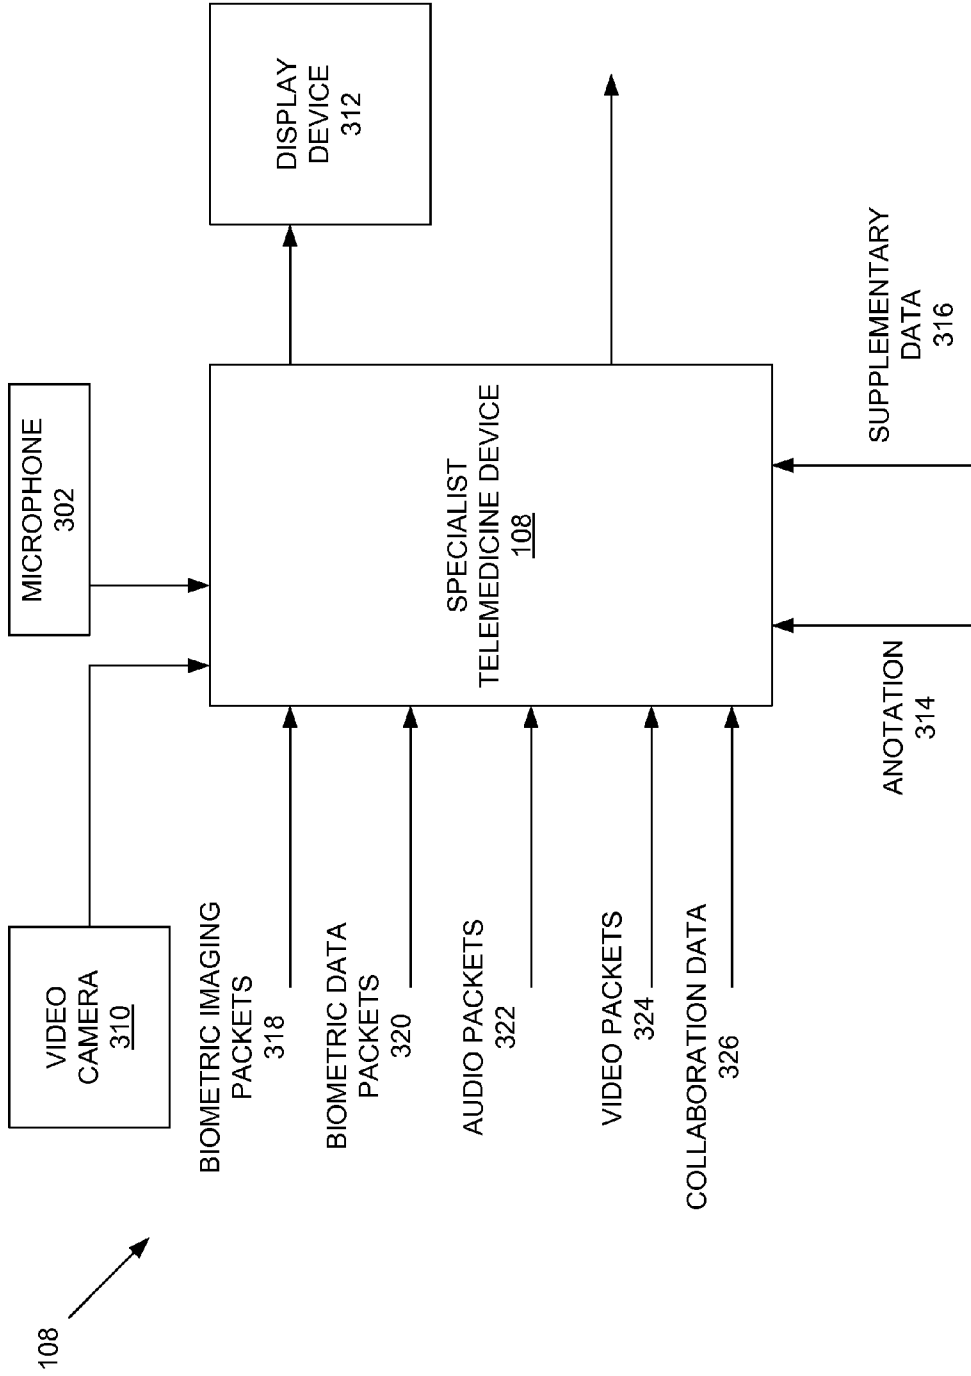 108
VIDEO
CAMERA
310
MICROPHONE
302
DISPLAY
DEVICE
312
BIOMETRIC IMAGING
PACKETS
318
BIOMETRIC DATA
PACKETS
320
AUDIO PACKETS
322
VIDEO PACKETS
324
COLLABORATION DATA
326
SPECIALIST
TELEMEDICINE DEVICE
108
ANOTATION
314
SUPPLEMENTARY
DATA
316